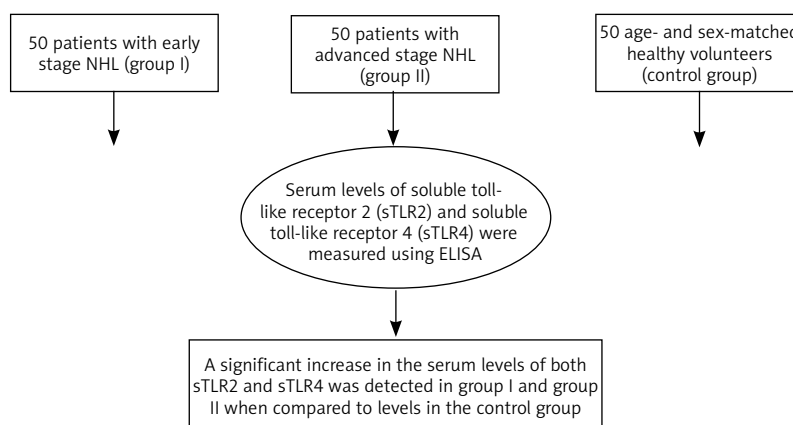 50 patients with early
stage NHL (group I)
50 patients with
advanced stage NHL
(group II)
50 age- and sex-matched
healthy volunteers
(control group)
Serum levels of soluble toll-
like receptor 2 (sTLR2) and soluble
toll-like receptor 4 (sTLR4) were
measured using ELISA
A significant increase in the serum levels of both
sTLR2 and sTLR4 was detected in group I and group
II when compared to levels in the control group